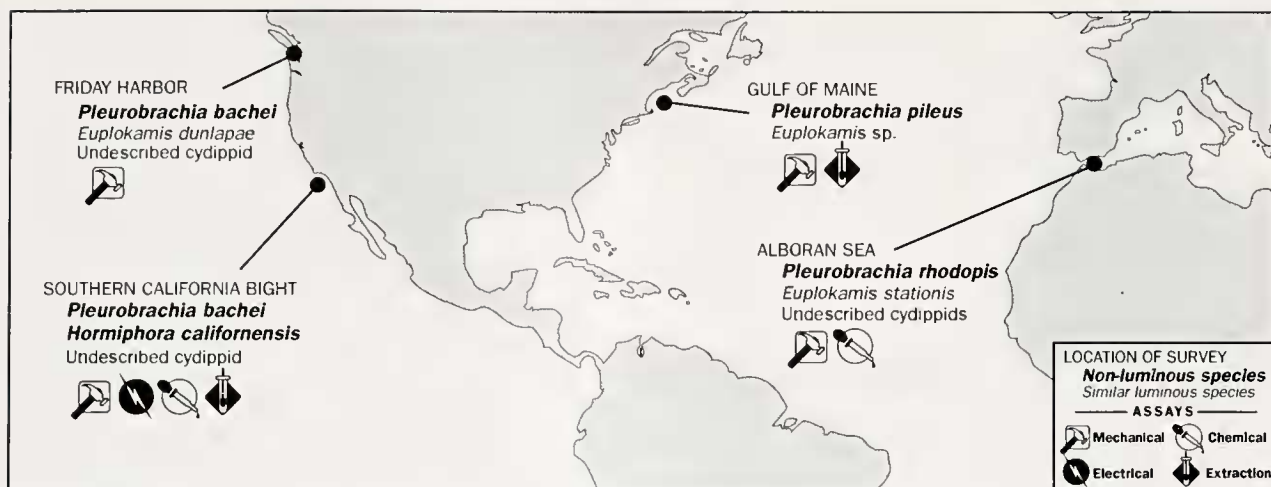 FRIDAY HARBOR
Pleurobrachia bachei
Euplokamis dunlapae
Undescribed cydippid
SOUTHERN CALIFORNIA BIGHT
Pleurobrachia bachei
Hormiphora californensis
Undescribed cydippid
GULF OF MAINE
Pleurobrachia pileus
Euplokamis sp.
ALBORAN SEA
Pleurobrachia rhodopis
Euplokamis stationis
Undescribed cydippids
LOCATION OF SURVEY
Non-luminous species
Similar luminous species
ASSAYS
Mechanical Chemical
Electrical Extraction